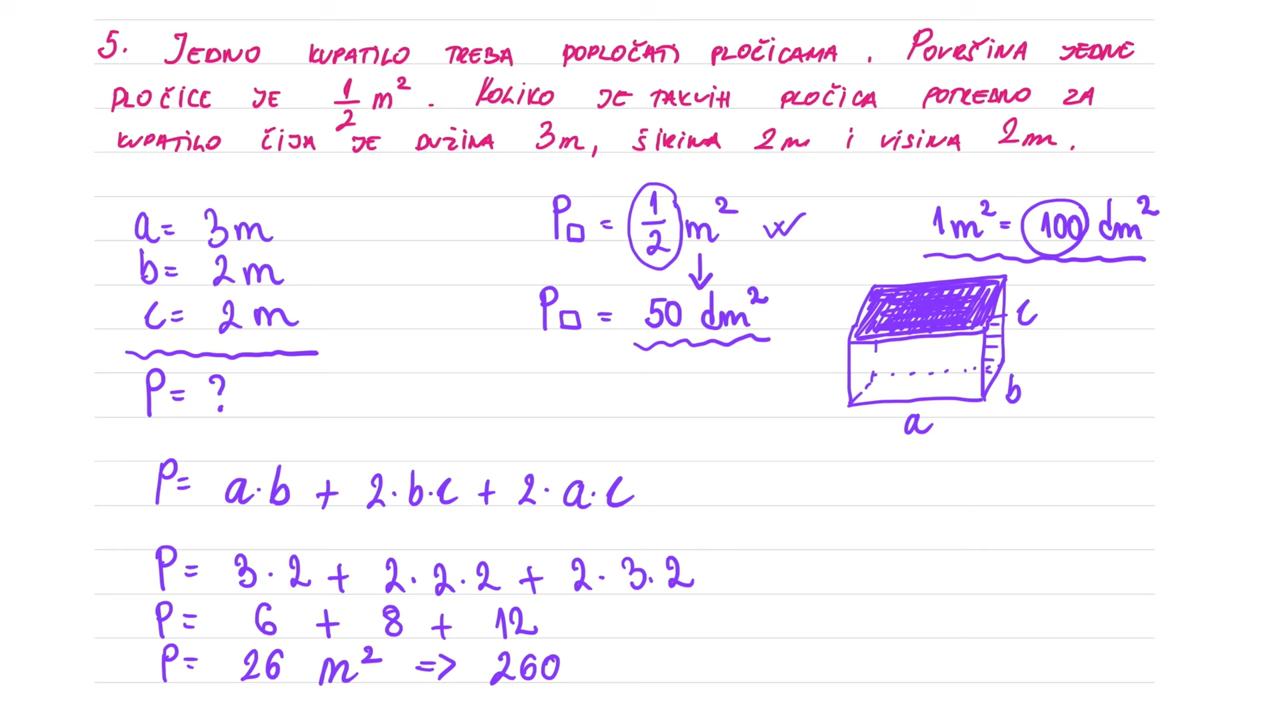 5. JEDNO KUPATILO TREBA POPLOČATI PLOČICAMA. POVRŠINA JEDNE
PLOČICE JE 1/2 m². KOLIKO JE TAKVIH PLOČICA POTREBNO ZA
KUPATILO ČIJA JE DUŽINA 3m, ŠIRINA 2m I VISINA 2m.
a= 3m
b= 2m
c= 2m
P= ?
P□ = 1/2 m²
P□ = 50 dm²
1m² = 100 dm²
c
b
a
P= a·b + 2·b·c + 2·a·c
P= 3·2 + 2·2·2 + 2·3·2
P= 6 + 8 + 12
P= 26 m² => 260